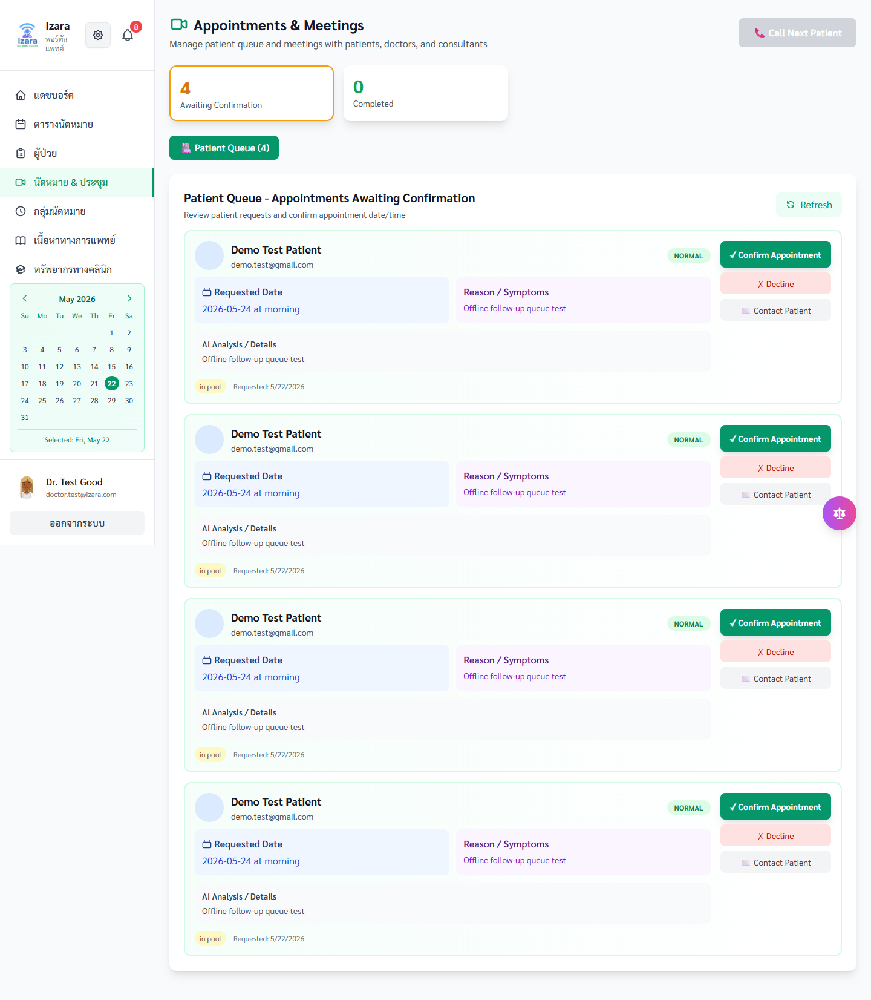 Izara
พอร์ทัล
แพทย์
izara
8
แดชบอร์ด
ตารางนัดหมาย
ผู้ป่วย
นัดหมาย & ประชุม
กลุ่มนัดหมาย
เนื้อหาทางการแพทย์
ทรัพยากรทางคลินิก
May 2026
Su Mo Tu We Th Fr Sa
1 2
3 4 5 6 7 8 9
10 11 12 13 14 15 16
17 18 19 20 21 22 23
24 25 26 27 28 29 30
31
Selected: Fri, May 22
Dr. Test Good
doctor.test@izara.com
ออกจากระบบ
Appointments & Meetings
Manage patient queue and meetings with patients, doctors, and consultants
Call Next Patient
4
Awaiting Confirmation
0
Completed
Patient Queue (4)
Patient Queue - Appointments Awaiting Confirmation
Review patient requests and confirm appointment date/time
Refresh
Demo Test Patient
demo.test@gmail.com
NORMAL
✓ Confirm Appointment
✗ Decline
Contact Patient
Requested Date
2026-05-24 at morning
Reason / Symptoms
Offline follow-up queue test
AI Analysis / Details
Offline follow-up queue test
in pool
Requested: 5/22/2026
Demo Test Patient
demo.test@gmail.com
NORMAL
✓ Confirm Appointment
✗ Decline
Contact Patient
Requested Date
2026-05-24 at morning
Reason / Symptoms
Offline follow-up queue test
AI Analysis / Details
Offline follow-up queue test
in pool
Requested: 5/22/2026
Demo Test Patient
demo.test@gmail.com
NORMAL
✓ Confirm Appointment
✗ Decline
Contact Patient
Requested Date
2026-05-24 at morning
Reason / Symptoms
Offline follow-up queue test
AI Analysis / Details
Offline follow-up queue test
in pool
Requested: 5/22/2026
Demo Test Patient
demo.test@gmail.com
NORMAL
✓ Confirm Appointment
✗ Decline
Contact Patient
Requested Date
2026-05-24 at morning
Reason / Symptoms
Offline follow-up queue test
AI Analysis / Details
Offline follow-up queue test
in pool
Requested: 5/22/2026